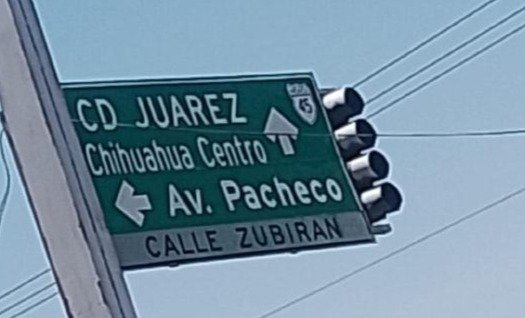 CD JUAREZ
45
Chihuahua Centro
Av. Pacheco
CALLE ZUBIRAN